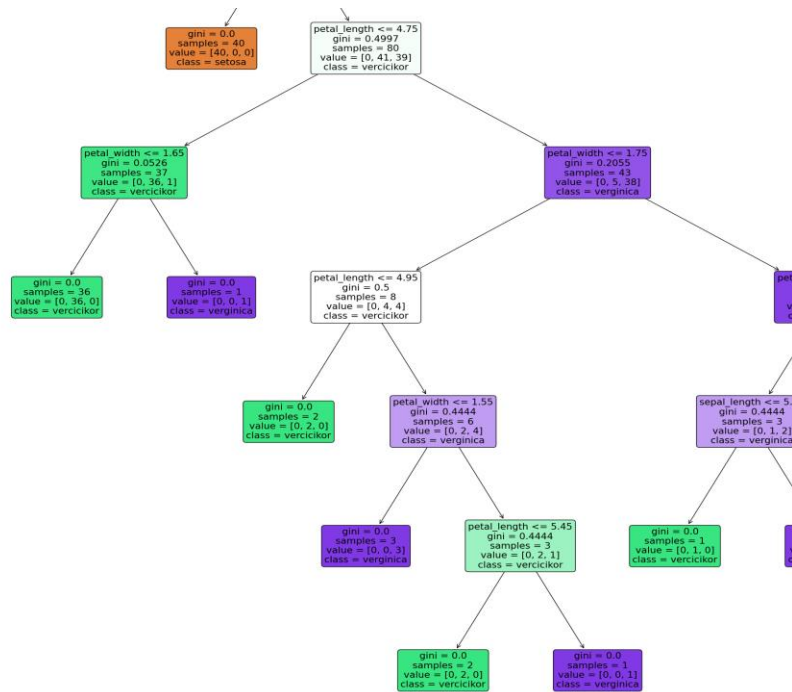 gini = 0.0
samples = 40
value = [40, 0, 0]
class = setosa
petal_length <= 4.75
gini = 0.4997
samples = 80
value = [0, 41, 39]
class = vercicikor
petal_width <= 1.65
gini = 0.0526
samples = 37
value = [0, 36, 1]
class = vercicikor
petal_width <= 1.75
gini = 0.2055
samples = 43
value = [0, 5, 38]
class = verginica
gini = 0.0
samples = 36
value = [0, 36, 0]
class = vercicikor
gini = 0.0
samples = 1
value = [0, 0, 1]
class = verginica
petal_length <= 4.95
gini = 0.5
samples = 8
value = [0, 4, 4]
class = vercicikor
gini = 0.0
samples = 2
value = [0, 2, 0]
class = vercicikor
petal_width <= 1.55
gini = 0.4444
samples = 6
value = [0, 2, 4]
class = verginica
sepal_length <= 5.
gini = 0.4444
samples = 3
value = [0, 1, 2]
class = verginica
gini = 0.0
samples = 3
value = [0, 0, 3]
class = verginica
petal_length <= 5.45
gini = 0.4444
samples = 3
value = [0, 2, 1]
class = vercicikor
gini = 0.0
samples = 1
value = [0, 1, 0]
class = vercicikor
gini = 0.0
samples = 2
value = [0, 2, 0]
class = vercicikor
gini = 0.0
samples = 1
value = [0, 0, 1]
class = verginica